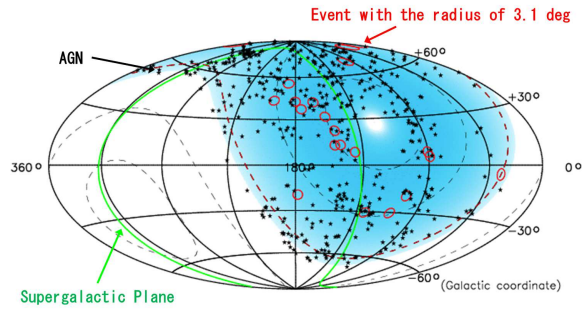 Event with the radius of 3.1 deg
AGN
+60°
+30°
360°
180°
0°
-30°
-60°
(Galactic coordinate)
Supergalactic Plane